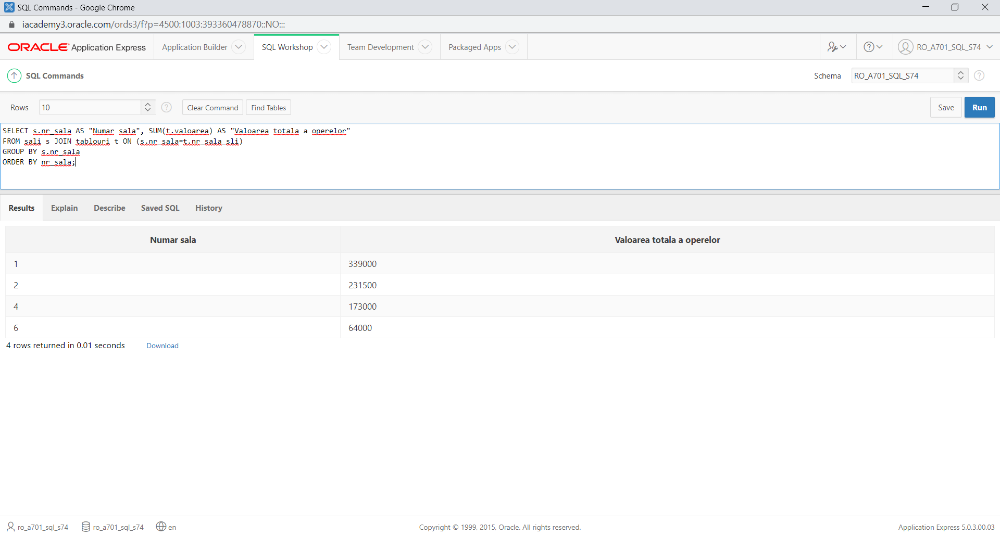 SQL Commands - Google Chrome
iacademy3.oracle.com/ords3/f?p=4500:1003:393360478870::NO:::
ORACLE Application Express Application Builder SQL Workshop Team Development Packaged Apps RO_A701_SQL_S74
SQL Commands Schema RO_A701_SQL_S74
Rows 10 Clear Command Find Tables Save Run
SELECT s.nr_sala AS "Numar sala", SUM(t.valoarea) AS "Valoarea totala a operelor"
FROM sali s JOIN tablouri t ON (s.nr_sala=t.nr_sala_sli)
GROUP BY s.nr_sala
ORDER BY nr_sala;
Results Explain Describe Saved SQL History
Numar sala Valoarea totala a operelor
1 339000
2 231500
4 173000
6 64000
4 rows returned in 0.01 seconds Download
ro_a701_sql_s74 ro_a701_sql_s74 en Copyright © 1999, 2015, Oracle. All rights reserved. Application Express 5.0.3.00.03